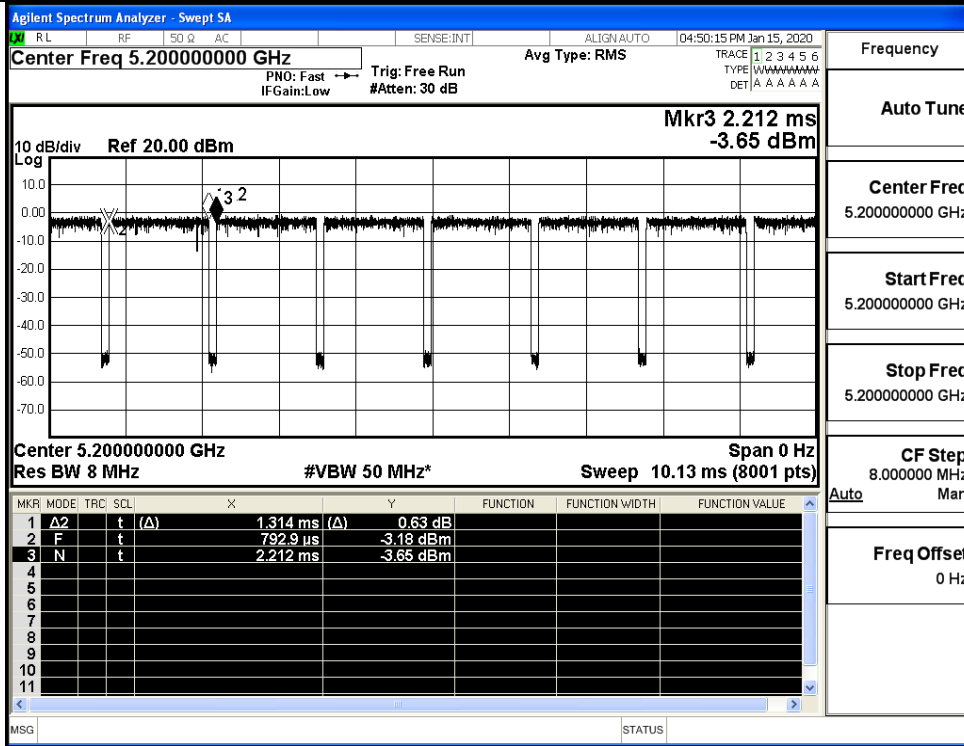 Agilent Spectrum Analyzer - Swept SA
LXI RL RF 50 Ω AC SENSE:INT ALIGN AUTO 04:50:15 PM Jan 15, 2020
Center Freq 5.200000000 GHz
PNO: Fast
IFGain:Low
Trig: Free Run
#Atten: 30 dB
Avg Type: RMS
TRACE 1 2 3 4 5 6
TYPE WWWWWW
DET A A A A A A
Mkr3 2.212 ms
-3.65 dBm
10 dB/div Ref 20.00 dBm
Log
10.0
0.00
-10.0
-20.0
-30.0
-40.0
-50.0
-60.0
-70.0
3 2
Center 5.200000000 GHz Span 0 Hz
Res BW 8 MHz #VBW 50 MHz* Sweep 10.13 ms (8001 pts)
MKR MODE TRC SCL X Y FUNCTION FUNCTION WIDTH FUNCTION VALUE
1 Δ2 t (Δ) 1.314 ms (Δ) 0.63 dB
2 F t 792.9 µs -3.18 dBm
3 N t 2.212 ms -3.65 dBm
4
5
6
7
8
9
10
11
MSG STATUS
Frequency
Auto Tune
Center Freq
5.200000000 GHz
Start Freq
5.200000000 GHz
Stop Freq
5.200000000 GHz
CF Step
8.000000 MHz
Auto Man
Freq Offset
0 Hz